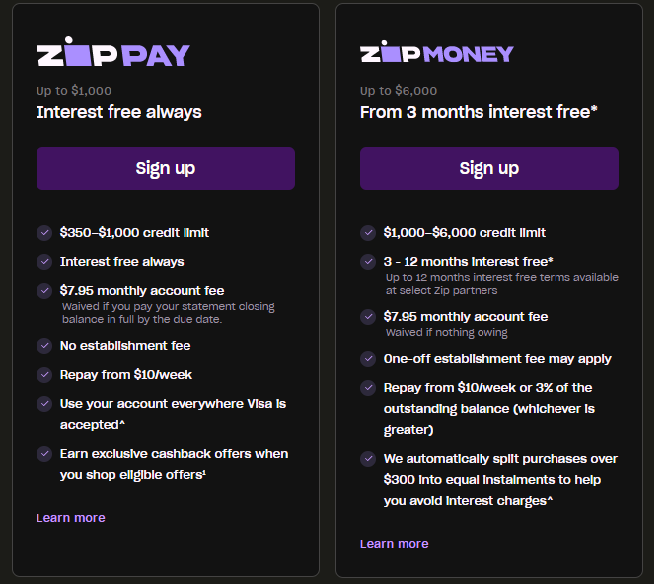 ZIP PAY
Up to $1,000
Interest free always
Sign up
$350–$1,000 credit limit
Interest free always
$7.95 monthly account fee
Waived if you pay your statement closing
balance in full by the due date.
No establishment fee
Repay from $10/week
Use your account everywhere Visa is
accepted^
Earn exclusive cashback offers when
you shop eligible offers¹
Learn more
ZIP MONEY
Up to $6,000
From 3 months interest free*
Sign up
$1,000–$6,000 credit limit
3 - 12 months interest free*
Up to 12 months interest free terms available
at select Zip partners
$7.95 monthly account fee
Waived if nothing owing
One-off establishment fee may apply
Repay from $10/week or 3% of the
outstanding balance (whichever is
greater)
We automatically split purchases over
$300 into equal instalments to help
you avoid interest charges^
Learn more